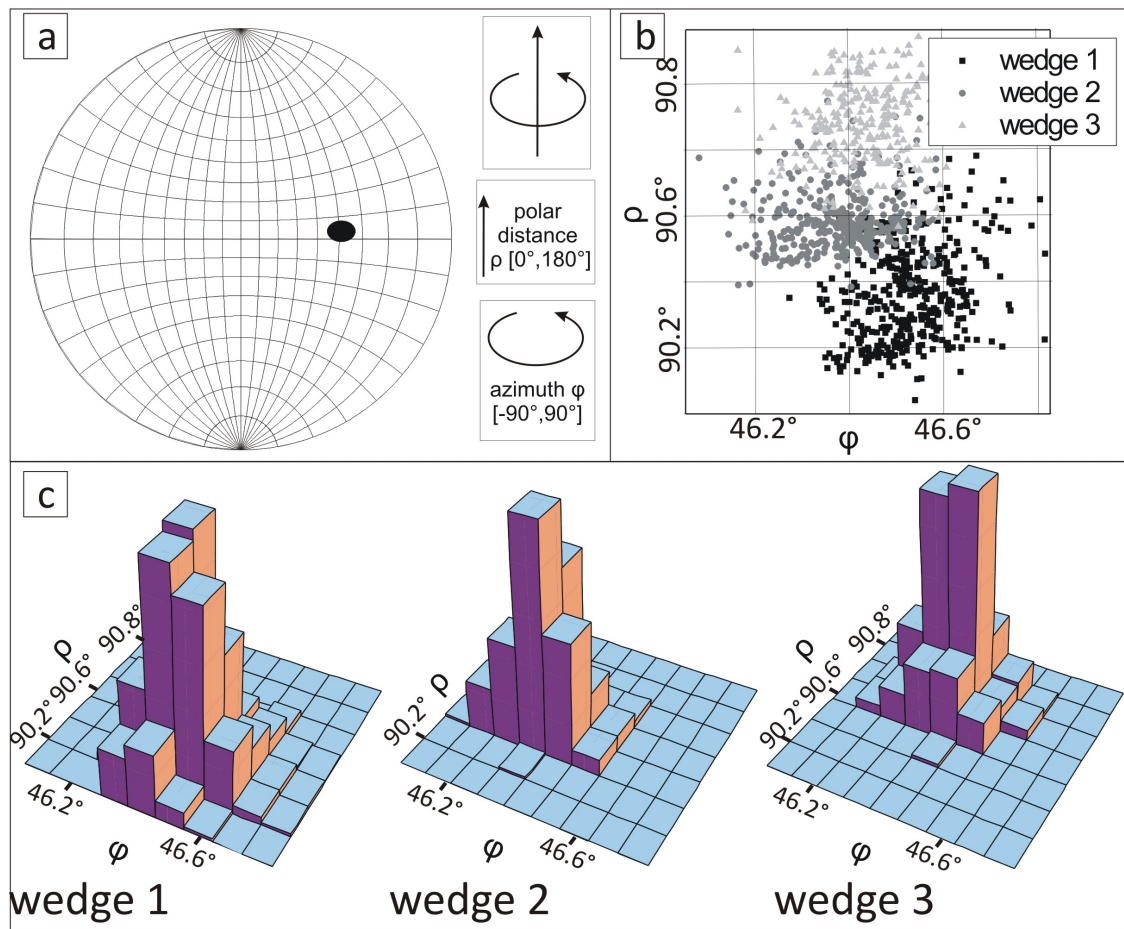 a
polar
distance
ρ [0°,180°]
azimuth φ
[-90°,90°]
b
wedge 1
wedge 2
wedge 3
90.8
90.6°
90.2°
ρ
46.2°
φ
46.6°
c
ρ
90.8°
90.6°
90.2°
46.2°
φ
46.6°
wedge 1
ρ
90.2°
46.2°
φ
46.6°
wedge 2
ρ
90.8°
90.6°
90.2°
46.2°
φ
46.6°
wedge 3